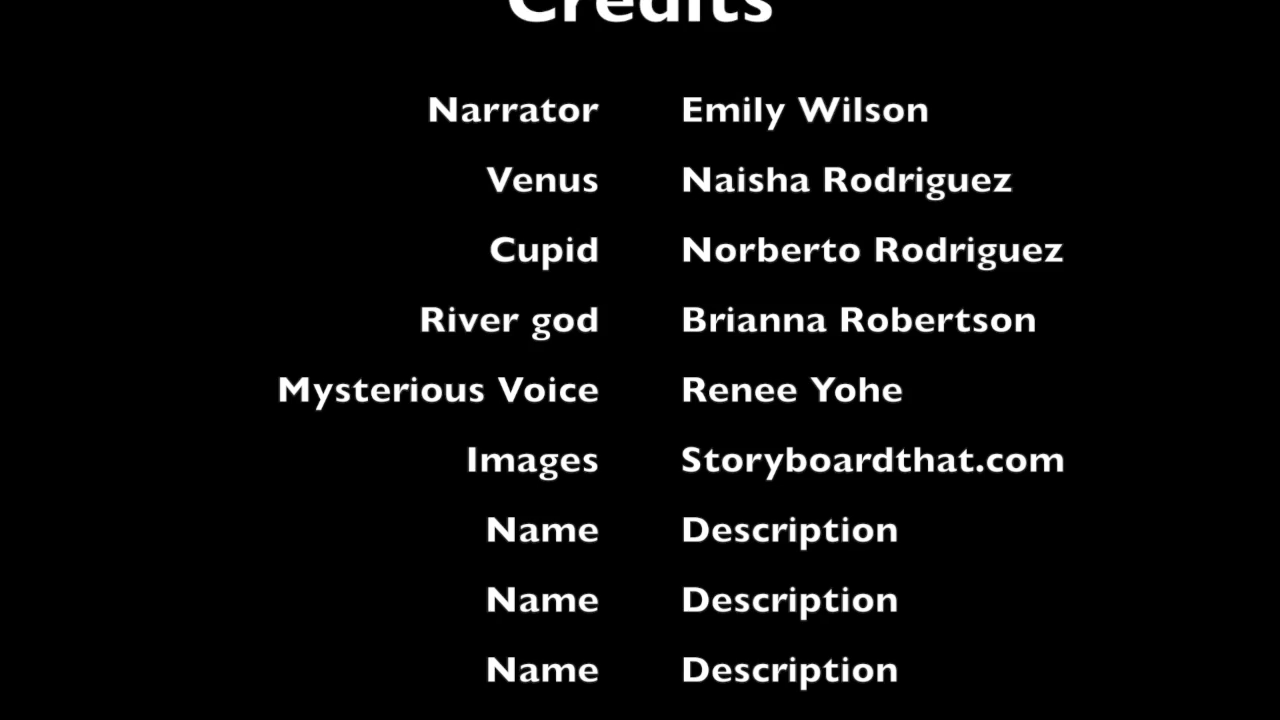 Credits
Narrator Emily Wilson
Venus Naisha Rodriguez
Cupid Norberto Rodriguez
River god Brianna Robertson
Mysterious Voice Renee Yohe
Images Storyboardthat.com
Name Description
Name Description
Name Description